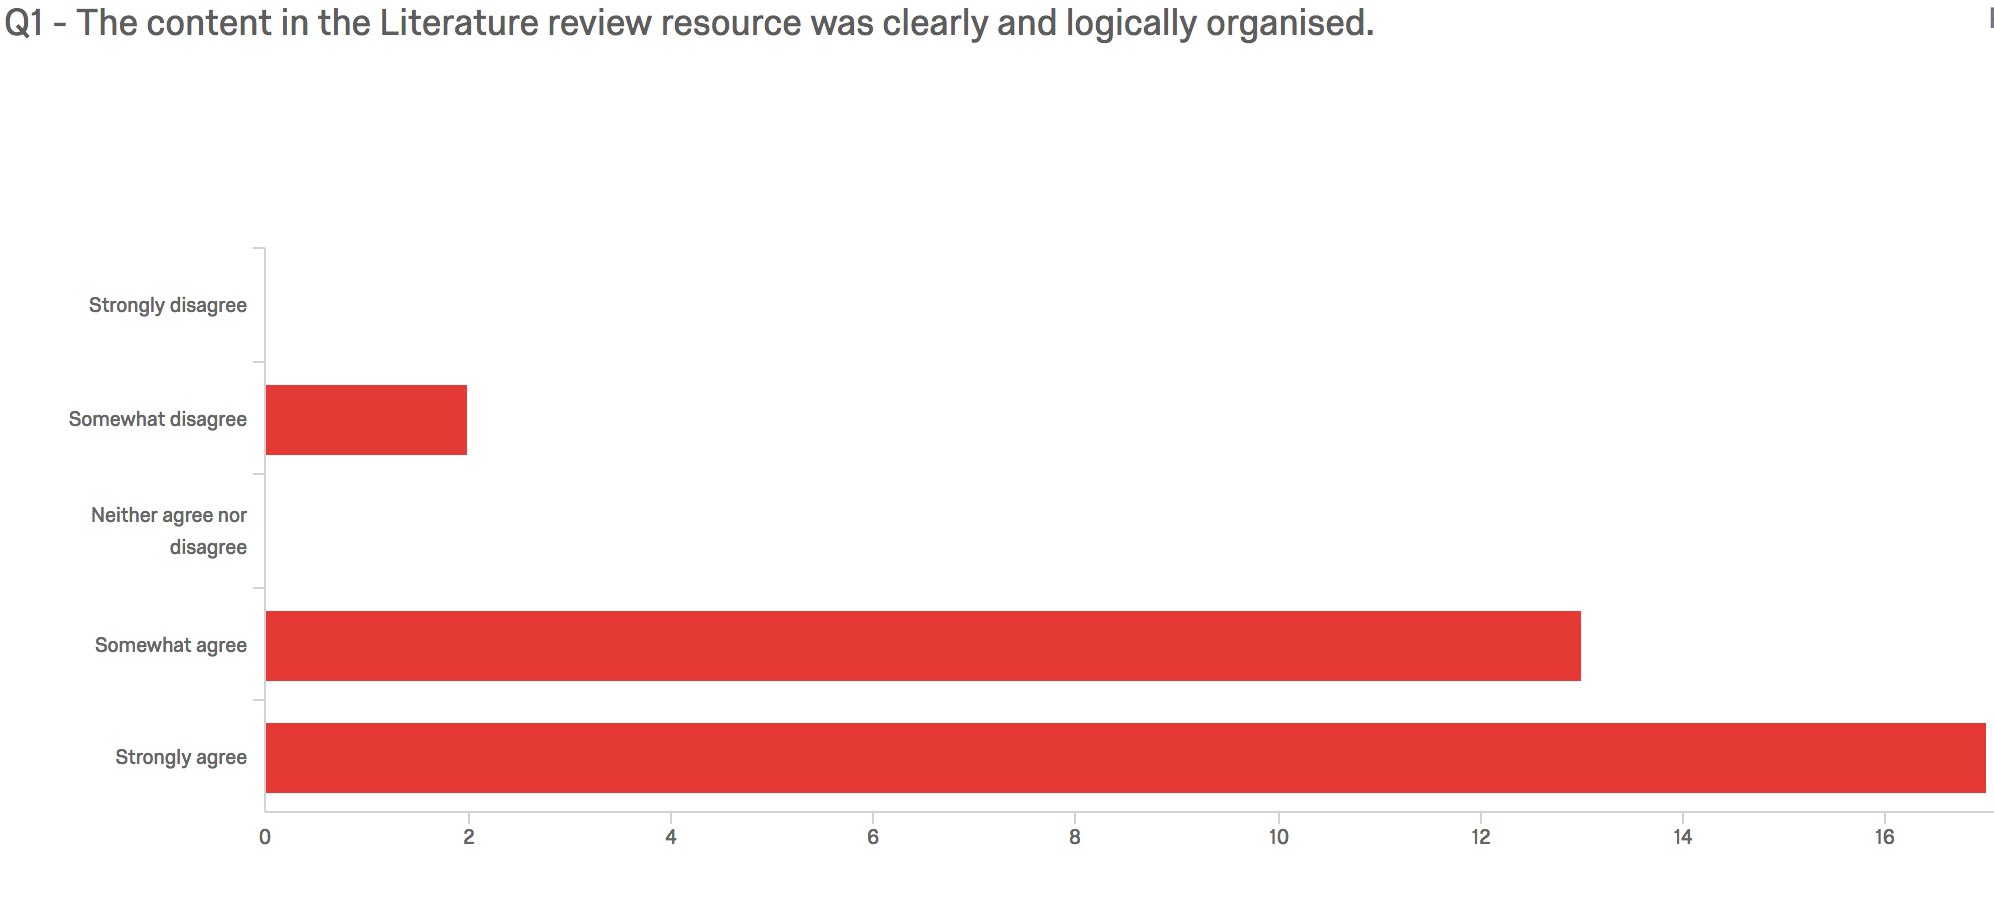 Q1 - The content in the Literature review resource was clearly and logically organised.
Strongly disagree
Somewhat disagree
Neither agree nor
disagree
Somewhat agree
Strongly agree
0 2 4 6 8 10 12 14 16